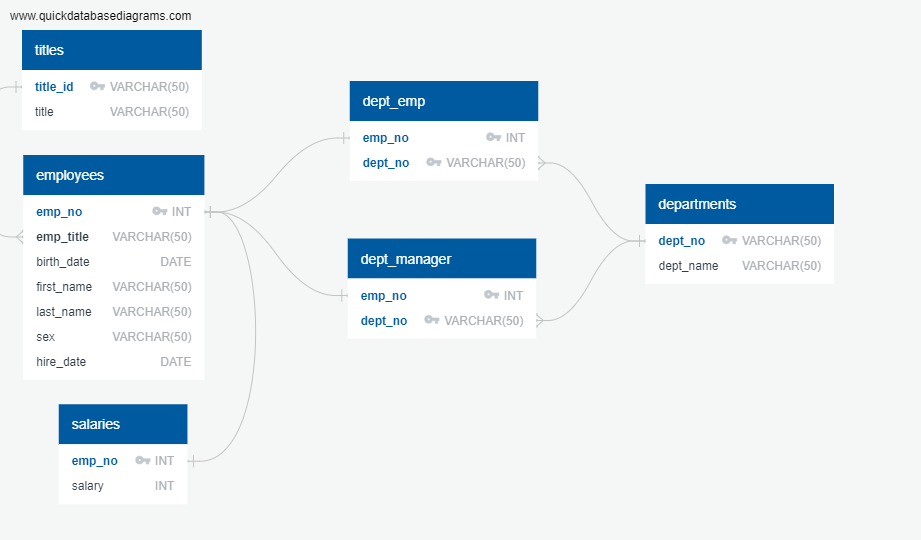 www.quickdatabasediagrams.com
titles
title_id VARCHAR(50)
title VARCHAR(50)
employees
emp_no INT
emp_title VARCHAR(50)
birth_date DATE
first_name VARCHAR(50)
last_name VARCHAR(50)
sex VARCHAR(50)
hire_date DATE
salaries
emp_no INT
salary INT
dept_emp
emp_no INT
dept_no VARCHAR(50)
dept_manager
emp_no INT
dept_no VARCHAR(50)
departments
dept_no VARCHAR(50)
dept_name VARCHAR(50)